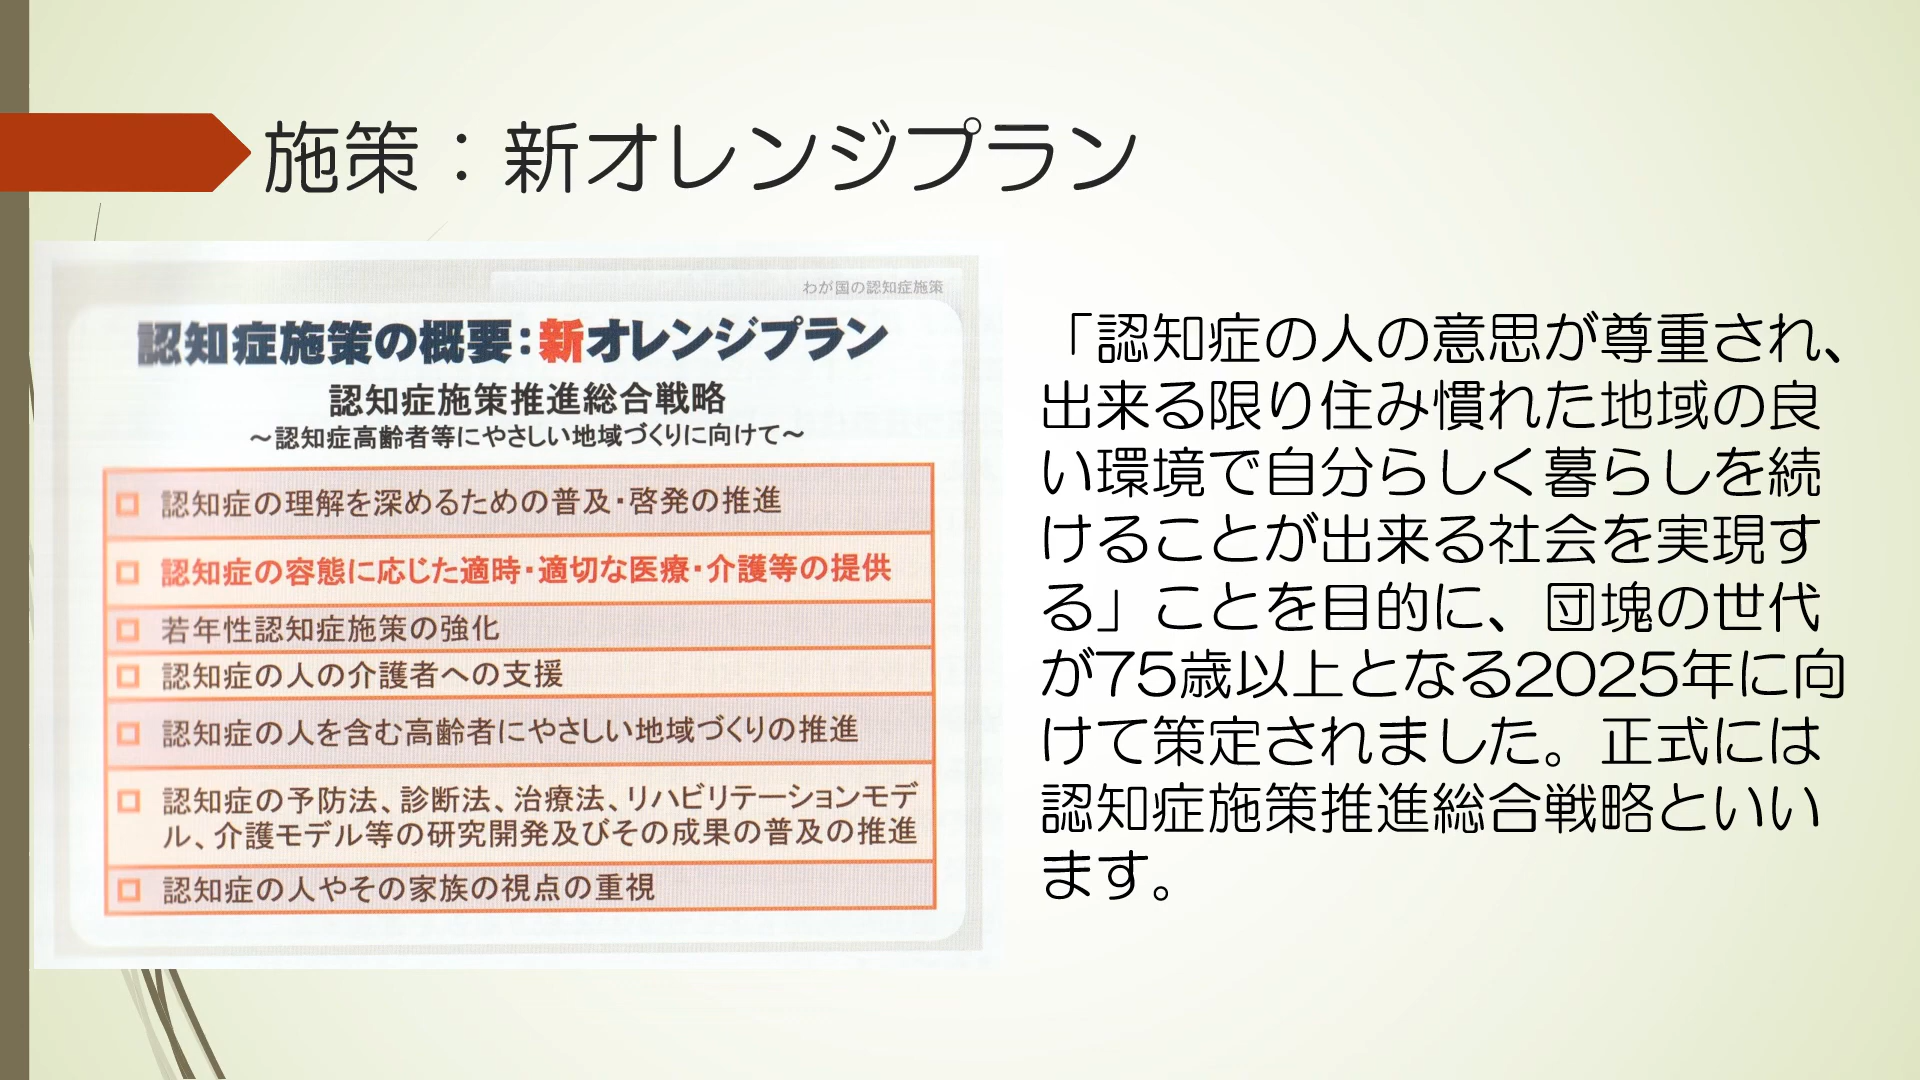 施策：新オレンジプラン
わが国の認知症施策
認知症施策の概要：新オレンジプラン
認知症施策推進総合戦略
～認知症高齢者等にやさしい地域づくりに向けて～
認知症の理解を深めるための普及・啓発の推進
認知症の容態に応じた適時・適切な医療・介護等の提供
若年性認知症施策の強化
認知症の人の介護者への支援
認知症の人を含む高齢者にやさしい地域づくりの推進
認知症の予防法、診断法、治療法、リハビリテーションモデ
ル、介護モデル等の研究開発及びその成果の普及の推進
認知症の人やその家族の視点の重視
「認知症の人の意思が尊重され、
出来る限り住み慣れた地域の良
い環境で自分らしく暮らしを続
けることが出来る社会を実現す
る」ことを目的に、団塊の世代
が75歳以上となる2025年に向
けて策定されました。正式には
認知症施策推進総合戦略といい
ます。